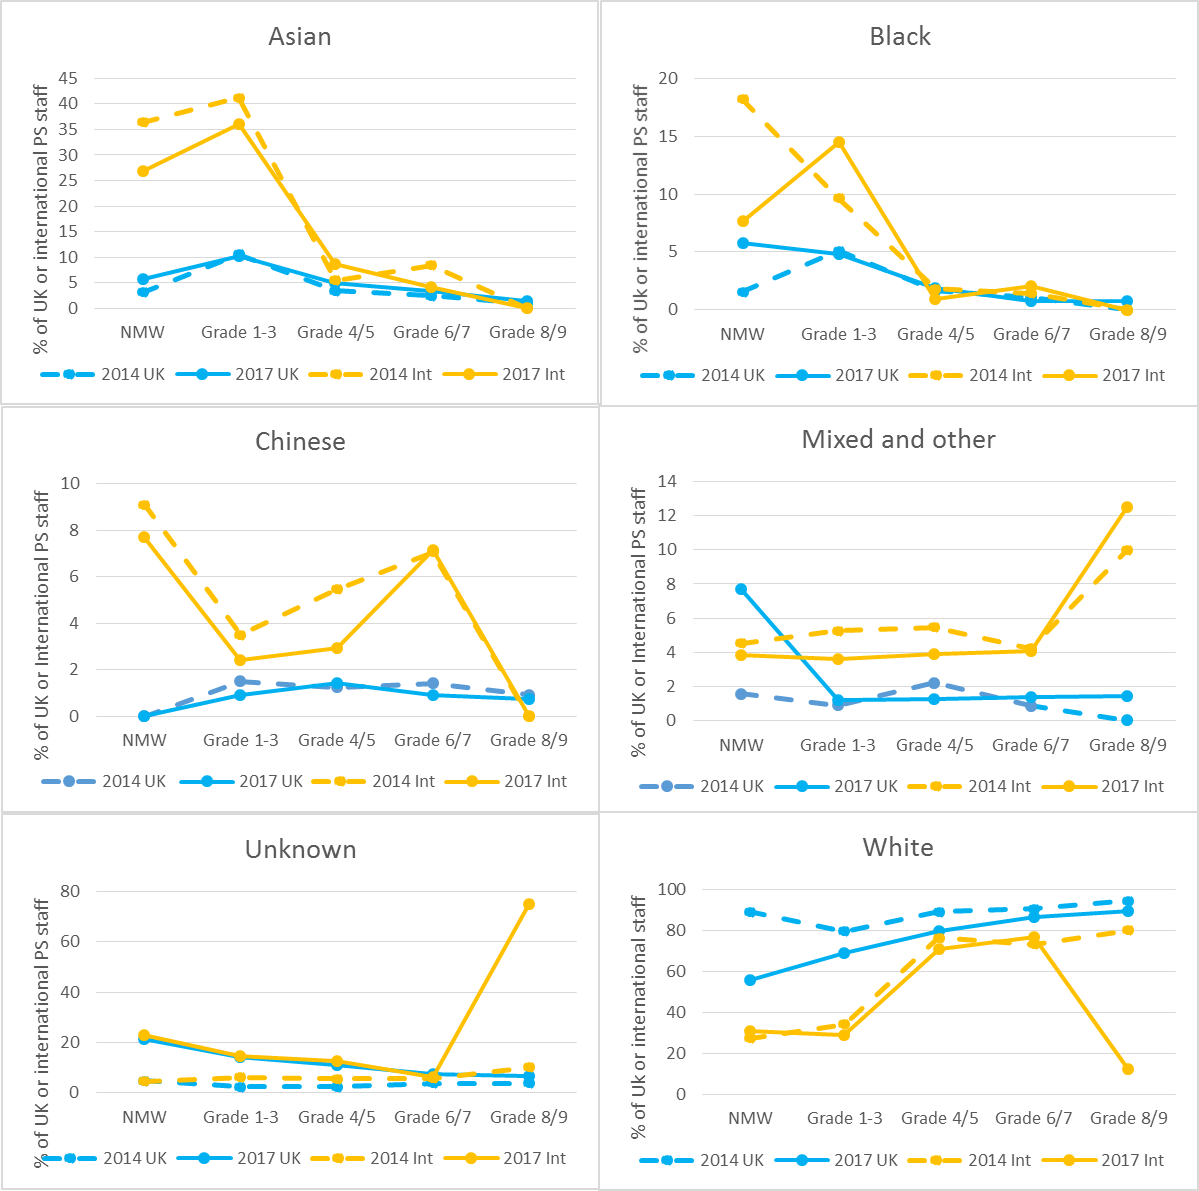 Asian
% of UK or international PS staff
45
40
35
30
25
20
15
10
5
0
NMW Grade 1-3 Grade 4/5 Grade 6/7 Grade 8/9
2014 UK 2017 UK 2014 Int 2017 Int
Black
% of UK or international PS staff
20
15
10
5
0
NMW Grade 1-3 Grade 4/5 Grade 6/7 Grade 8/9
2014 UK 2017 UK 2014 Int 2017 Int
Chinese
% of UK or International PS staff
10
8
6
4
2
0
NMW Grade 1-3 Grade 4/5 Grade 6/7 Grade 8/9
2014 UK 2017 UK 2014 Int 2017 Int
Mixed and other
% of UK or International PS staff
14
12
10
8
6
4
2
0
NMW Grade 1-3 Grade 4/5 Grade 6/7 Grade 8/9
2014 UK 2017 UK 2014 Int 2017 Int
Unknown
% of UK or international PS staff
80
60
40
20
0
NMW Grade 1-3 Grade 4/5 Grade 6/7 Grade 8/9
2014 UK 2017 UK 2014 Int 2017 Int
White
% of UK or international staff
100
80
60
40
20
0
NMW Grade 1-3 Grade 4/5 Grade 6/7 Grade 8/9
2014 UK 2017 UK 2014 Int 2017 Int